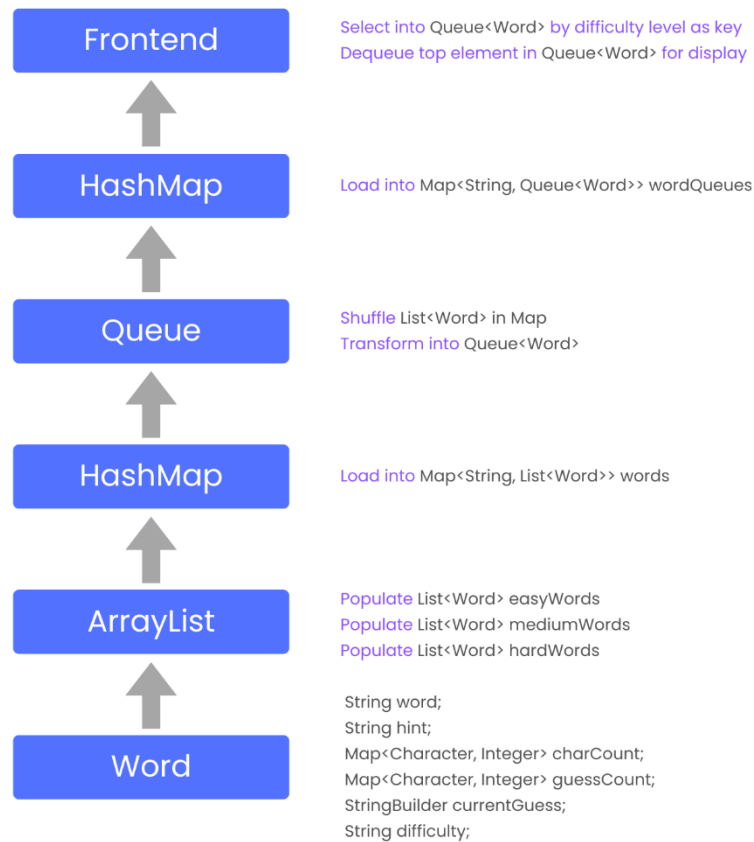 Frontend
Select into Queue<Word> by difficulty level as key
Dequeue top element in Queue<Word> for display
HashMap
Load into Map<String, Queue<Word>> wordQueues
Queue
Shuffle List<Word> in Map
Transform into Queue<Word>
HashMap
Load into Map<String, List<Word>> words
ArrayList
Populate List<Word> easyWords
Populate List<Word> mediumWords
Populate List<Word> hardWords
Word
String word;
String hint;
Map<Character, Integer> charCount;
Map<Character, Integer> guessCount;
StringBuilder currentGuess;
String difficulty;